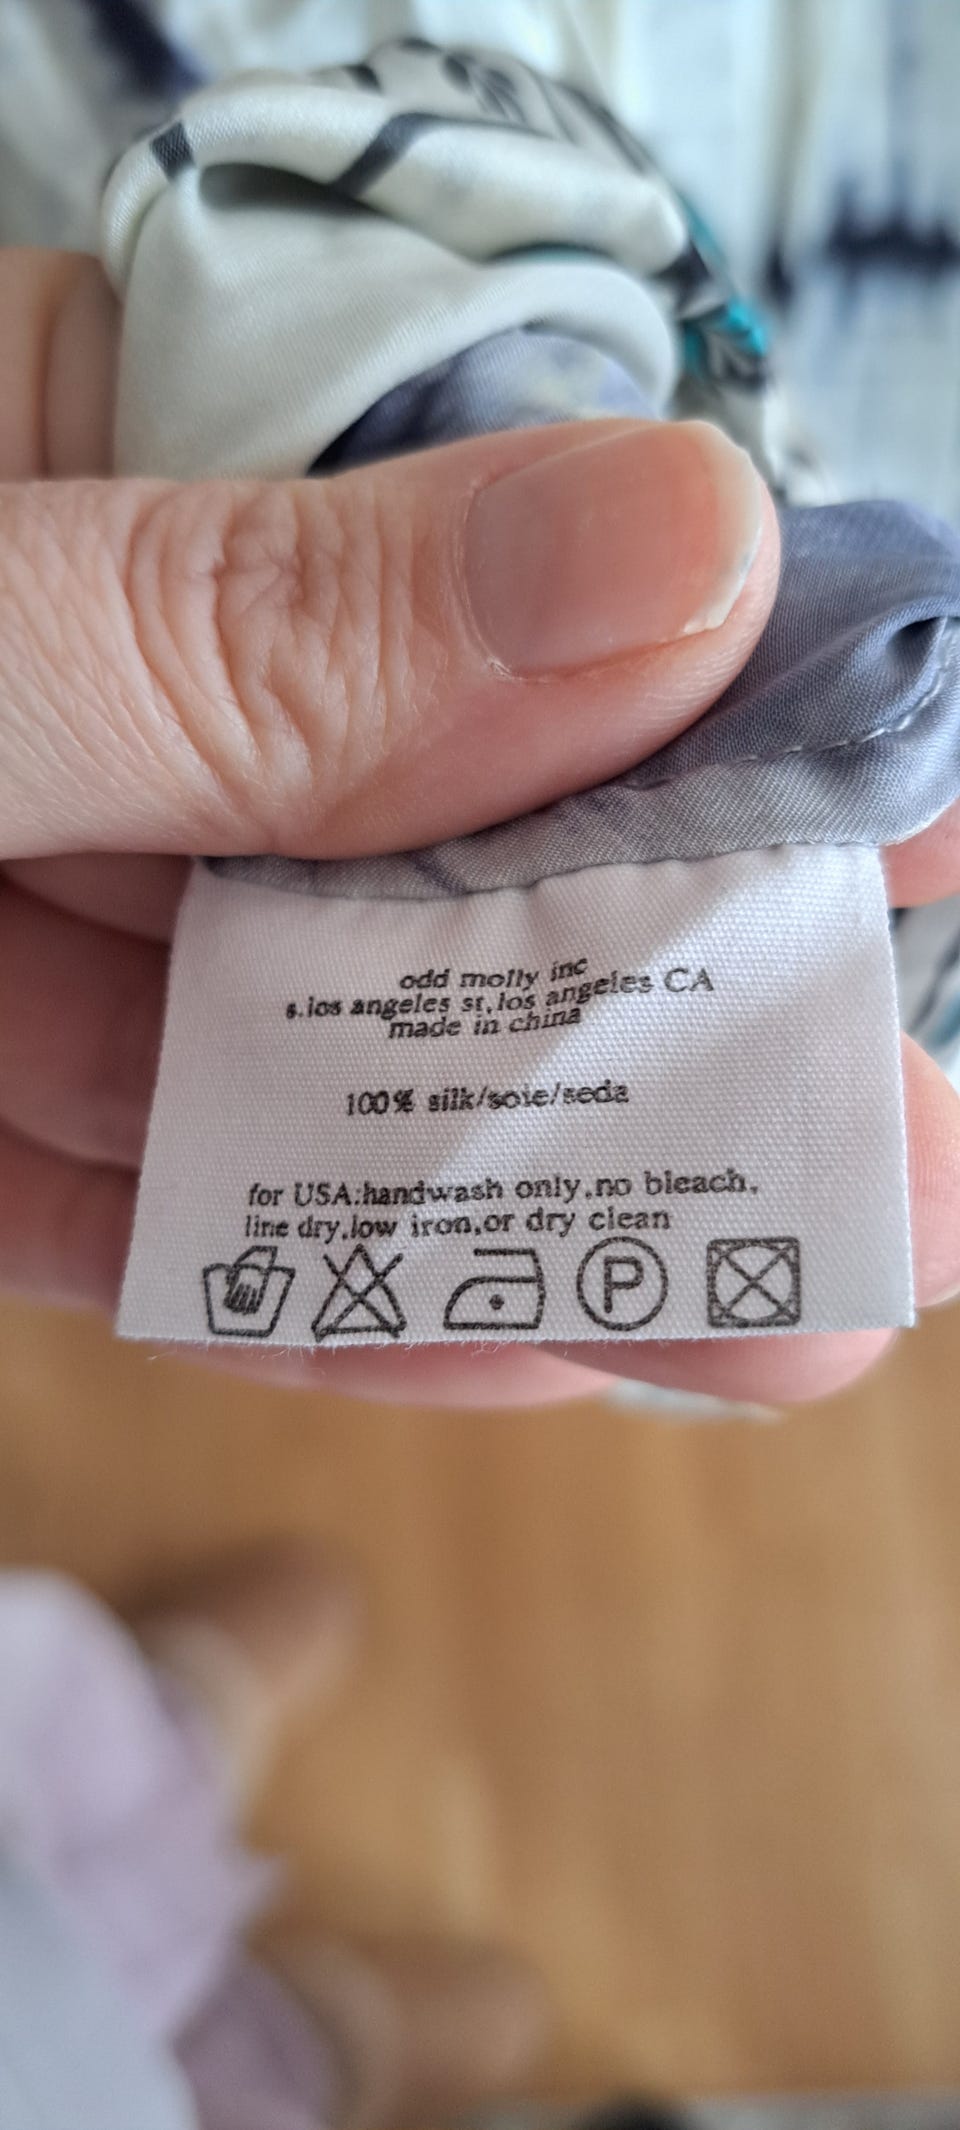 odd molly inc
s.los angeles st,los angeles CA
made in china
100% silk/soie/seda
for USA:handwash only,no bleach,
line dry,low iron,or dry clean
P